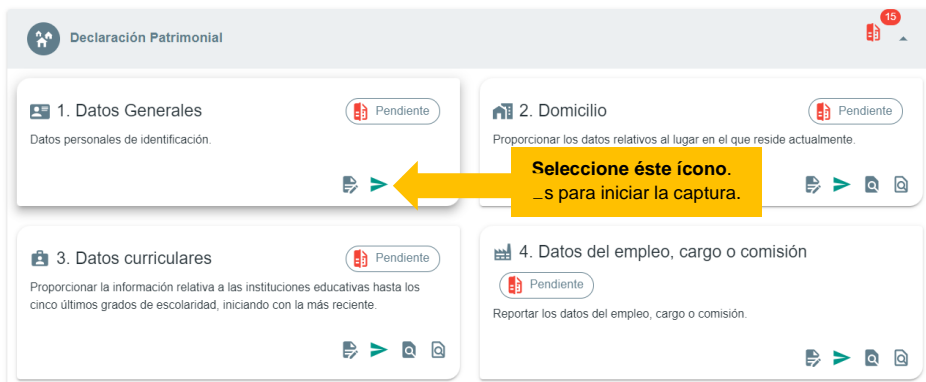 Declaración Patrimonial
15
1. Datos Generales
Pendiente
Datos personales de identificación.
2. Domicilio
Pendiente
Proporcionar los datos relativos al lugar en el que reside actualmente.
Seleccione éste ícono.
para iniciar la captura.
3. Datos curriculares
Pendiente
Proporcionar la información relativa a las instituciones educativas hasta los
cinco últimos grados de escolaridad, iniciando con la más reciente.
4. Datos del empleo, cargo o comisión
Pendiente
Reportar los datos del empleo, cargo o comisión.